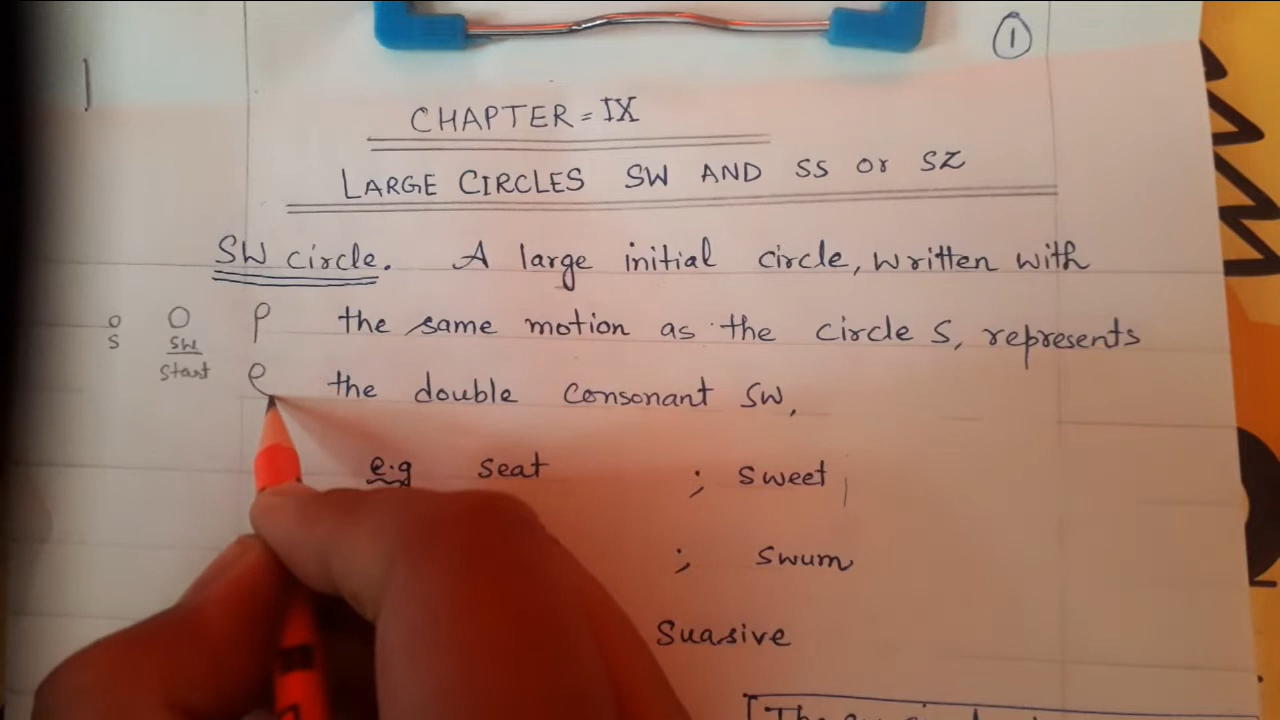 ①
CHAPTER = IX
LARGE CIRCLES SW AND SS or SZ
SW circle. A large initial circle, written with
the same motion as the circle S, represents
S SW
start
the double consonant SW,
e.g seat ; sweet
; swum
Suasive